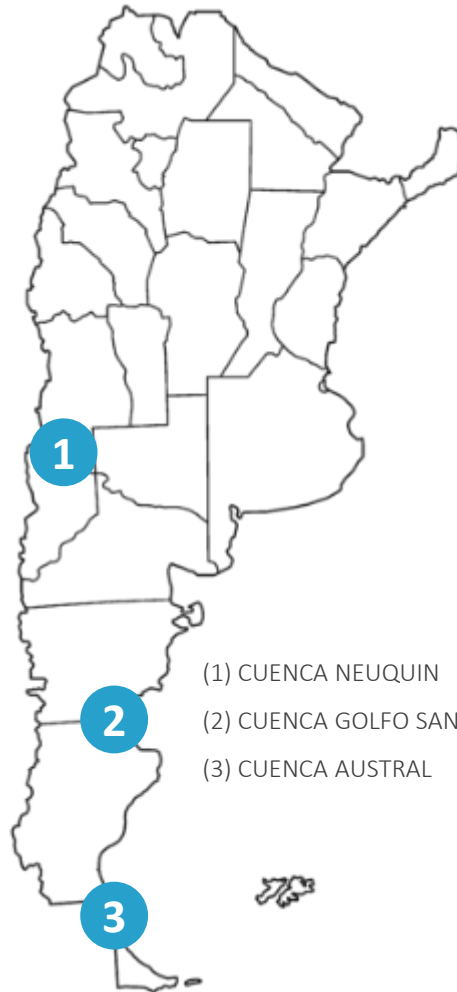 1
2
(1) CUENCA NEUQUIN
(2) CUENCA GOLFO SAN
(3) CUENCA AUSTRAL
3